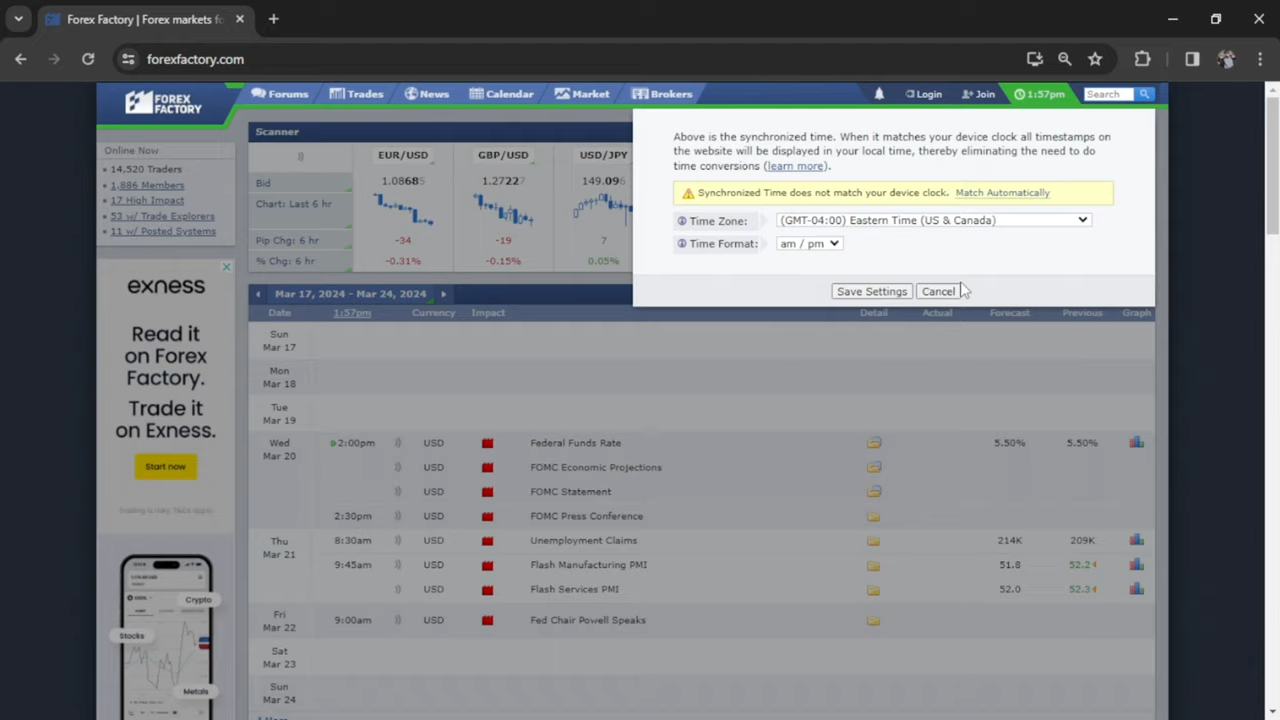 Forex Factory | Forex markets fo
forexfactory.com
FOREX FACTORY Forums Trades News Calendar Market Brokers Login Join 1:57pm Search
Online Now
14,520 Traders
1,886 Members
17 High Impact
53 w/ Trade Explorers
11 w/ Posted Systems
exness
Read it
on Forex
Factory.
Trade it
on Exness.
Start now
Crypto
Stocks
Metals
Scanner
EUR/USD GBP/USD USD/JPY
Bid 1.08685 1.27227 149.096
Chart: Last 6 hr
Pip Chg: 6 hr -34 -19 7
% Chg: 6 hr -0.31% -0.15% 0.05%
Above is the synchronized time. When it matches your device clock all timestamps on
the website will be displayed in your local time, thereby eliminating the need to do
time conversions (learn more).
Synchronized Time does not match your device clock. Match Automatically
Time Zone: (GMT-04:00) Eastern Time (US & Canada)
Time Format: am / pm
Save Settings Cancel
Mar 17, 2024 - Mar 24, 2024
Date 1:57pm Currency Impact Detail Actual Forecast Previous Graph
Sun
Mar 17
Mon
Mar 18
Tue
Mar 19
Wed
Mar 20
2:00pm USD Federal Funds Rate 5.50% 5.50%
USD FOMC Economic Projections
USD FOMC Statement
2:30pm USD FOMC Press Conference
Thu
Mar 21
8:30am USD Unemployment Claims 214K 209K
9:45am USD Flash Manufacturing PMI 51.8 52.2
USD Flash Services PMI 52.0 52.3
Fri
Mar 22
9:00am USD Fed Chair Powell Speaks
Sat
Mar 23
Sun
Mar 24